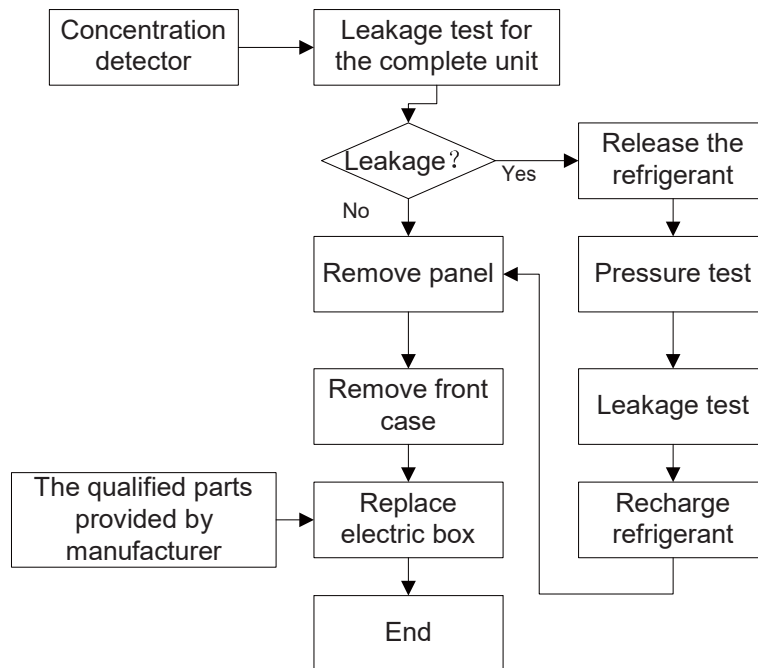 Concentration
detector
Leakage test for
the complete unit
Leakage？
Yes
No
Release the
refrigerant
Remove panel
Pressure test
Remove front
case
Leakage test
The qualified parts
provided by
manufacturer
Replace
electric box
Recharge
refrigerant
End